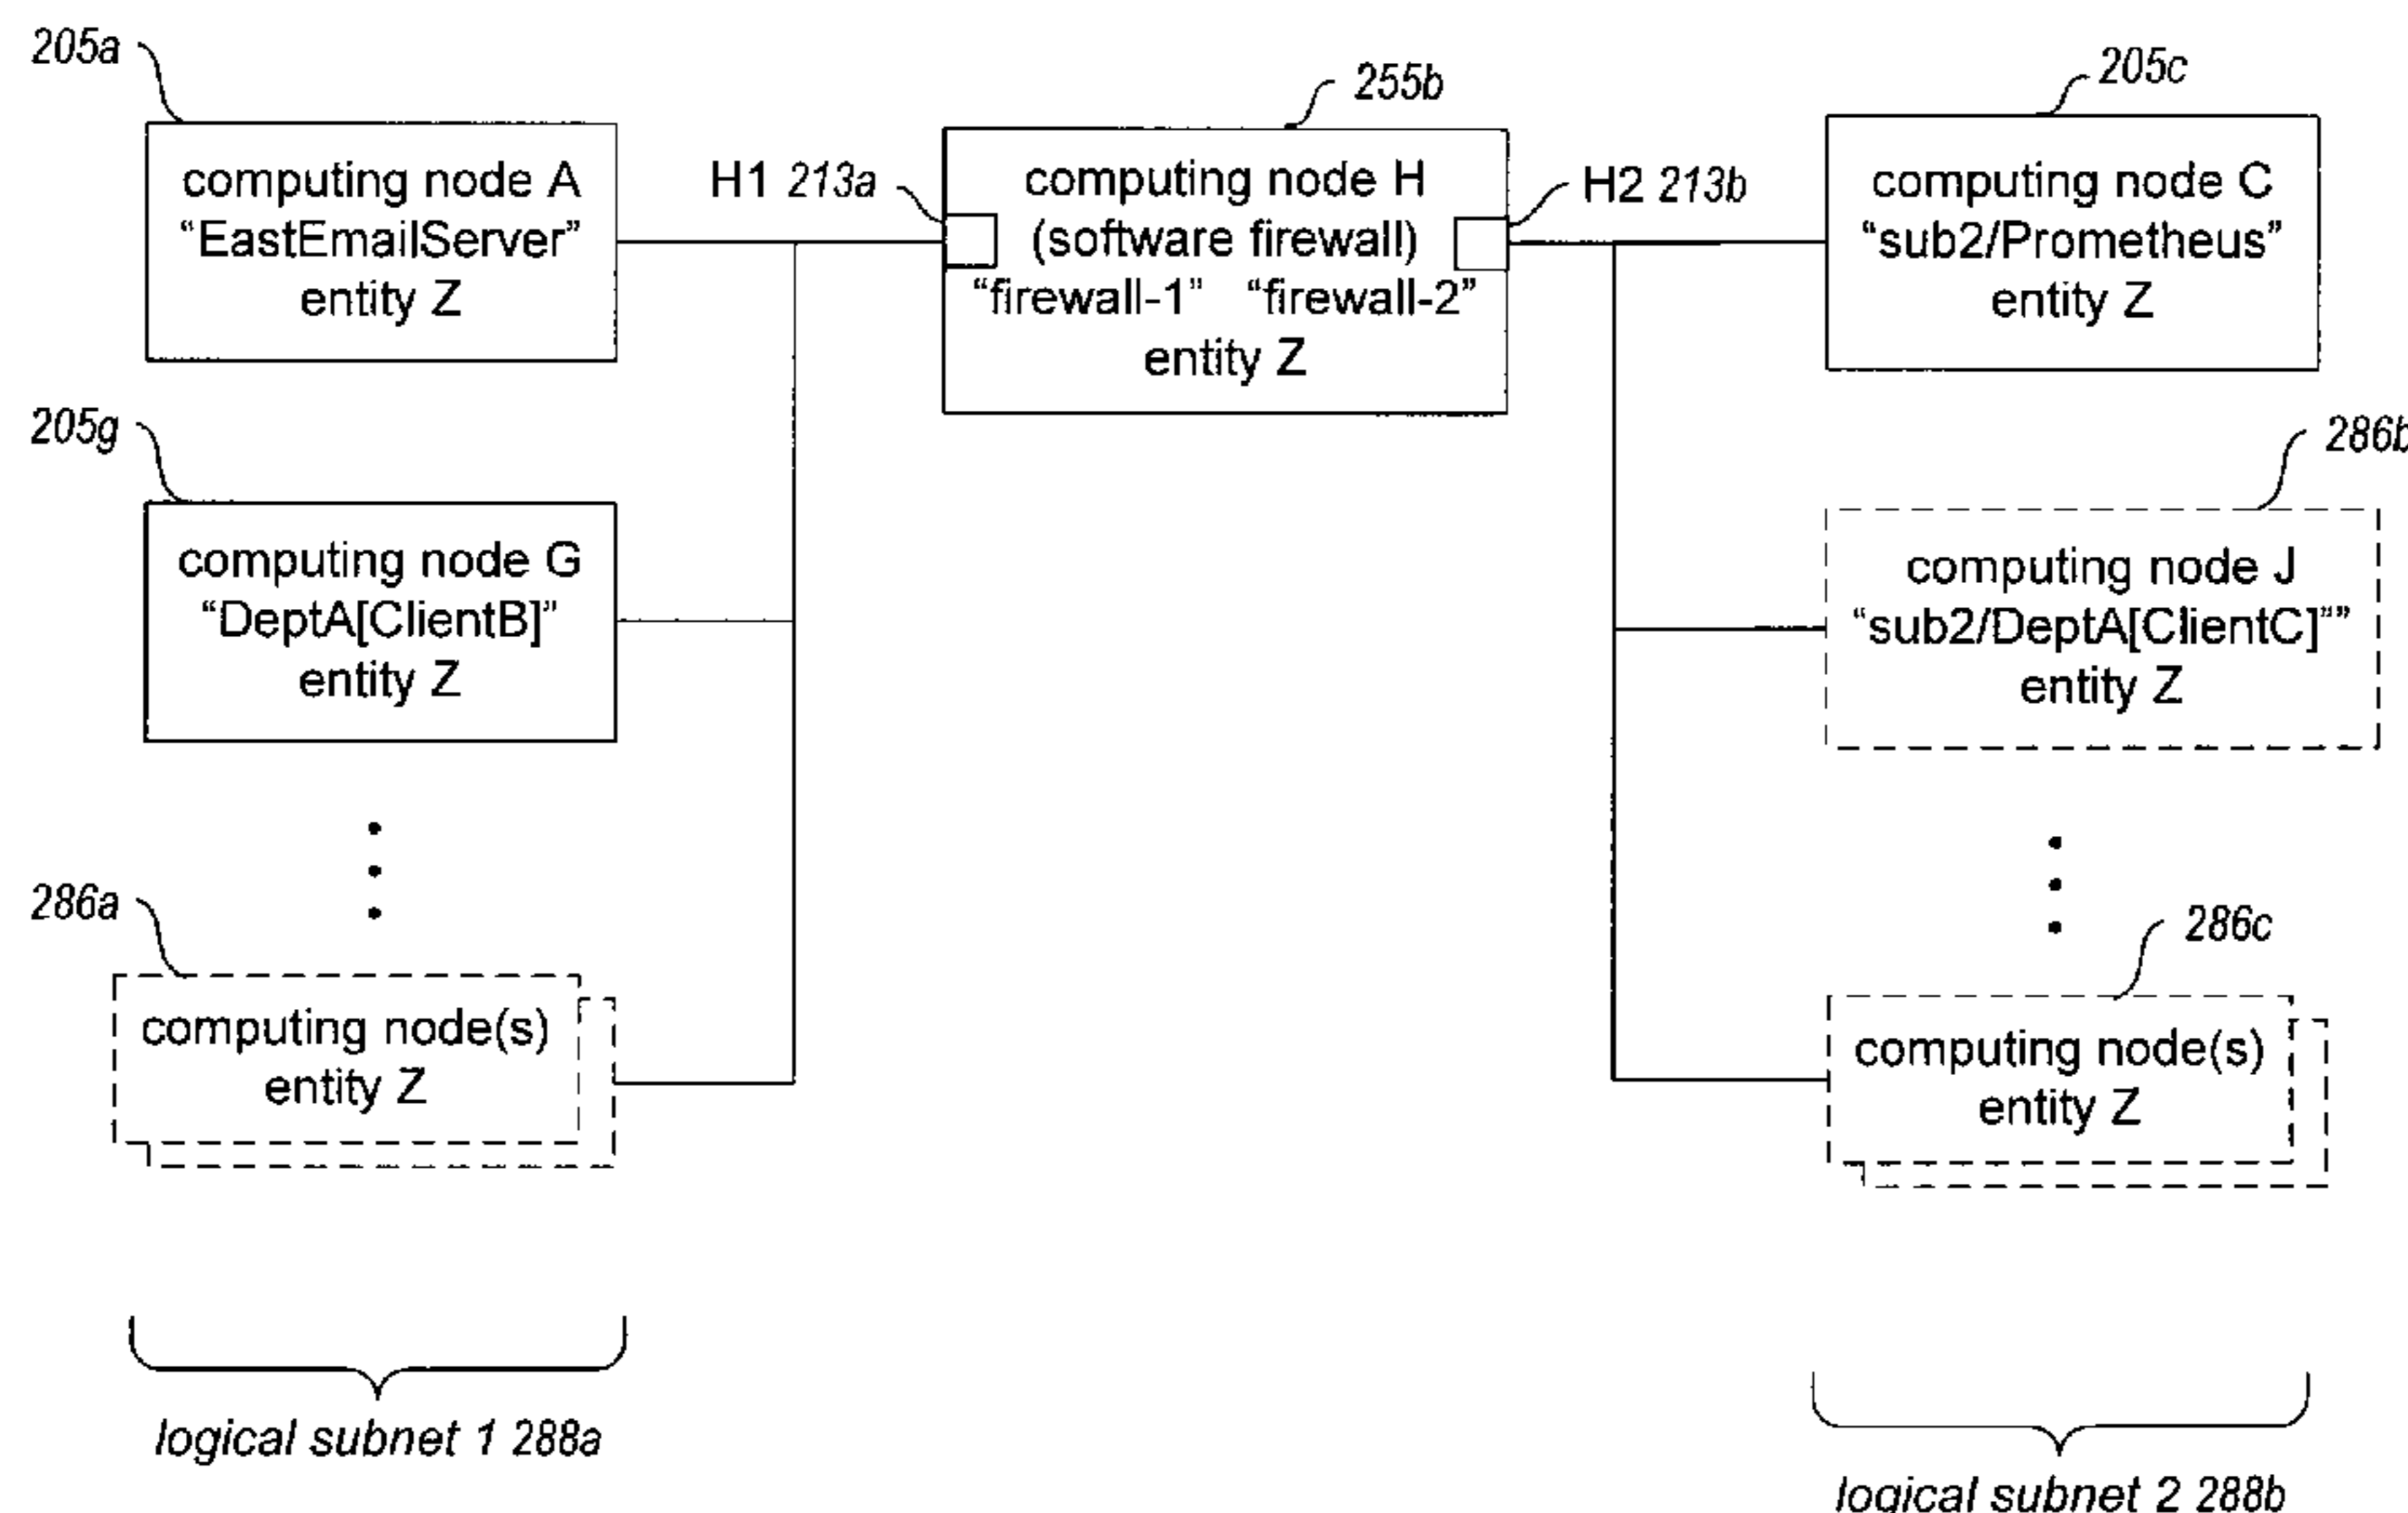 205a
255b
205c
computing node A
“EastEmailServer”
entity Z
H1 213a
computing node H
(software firewall)
“firewall-1” “firewall-2”
entity Z
H2 213b
computing node C
“sub2/Prometheus”
entity Z
205g
286b
computing node G
“DeptA[ClientB]”
entity Z
computing node J
“sub2/DeptA[ClientC]””
entity Z
286a
286c
computing node(s)
entity Z
computing node(s)
entity Z
logical subnet 1 288a
logical subnet 2 288b